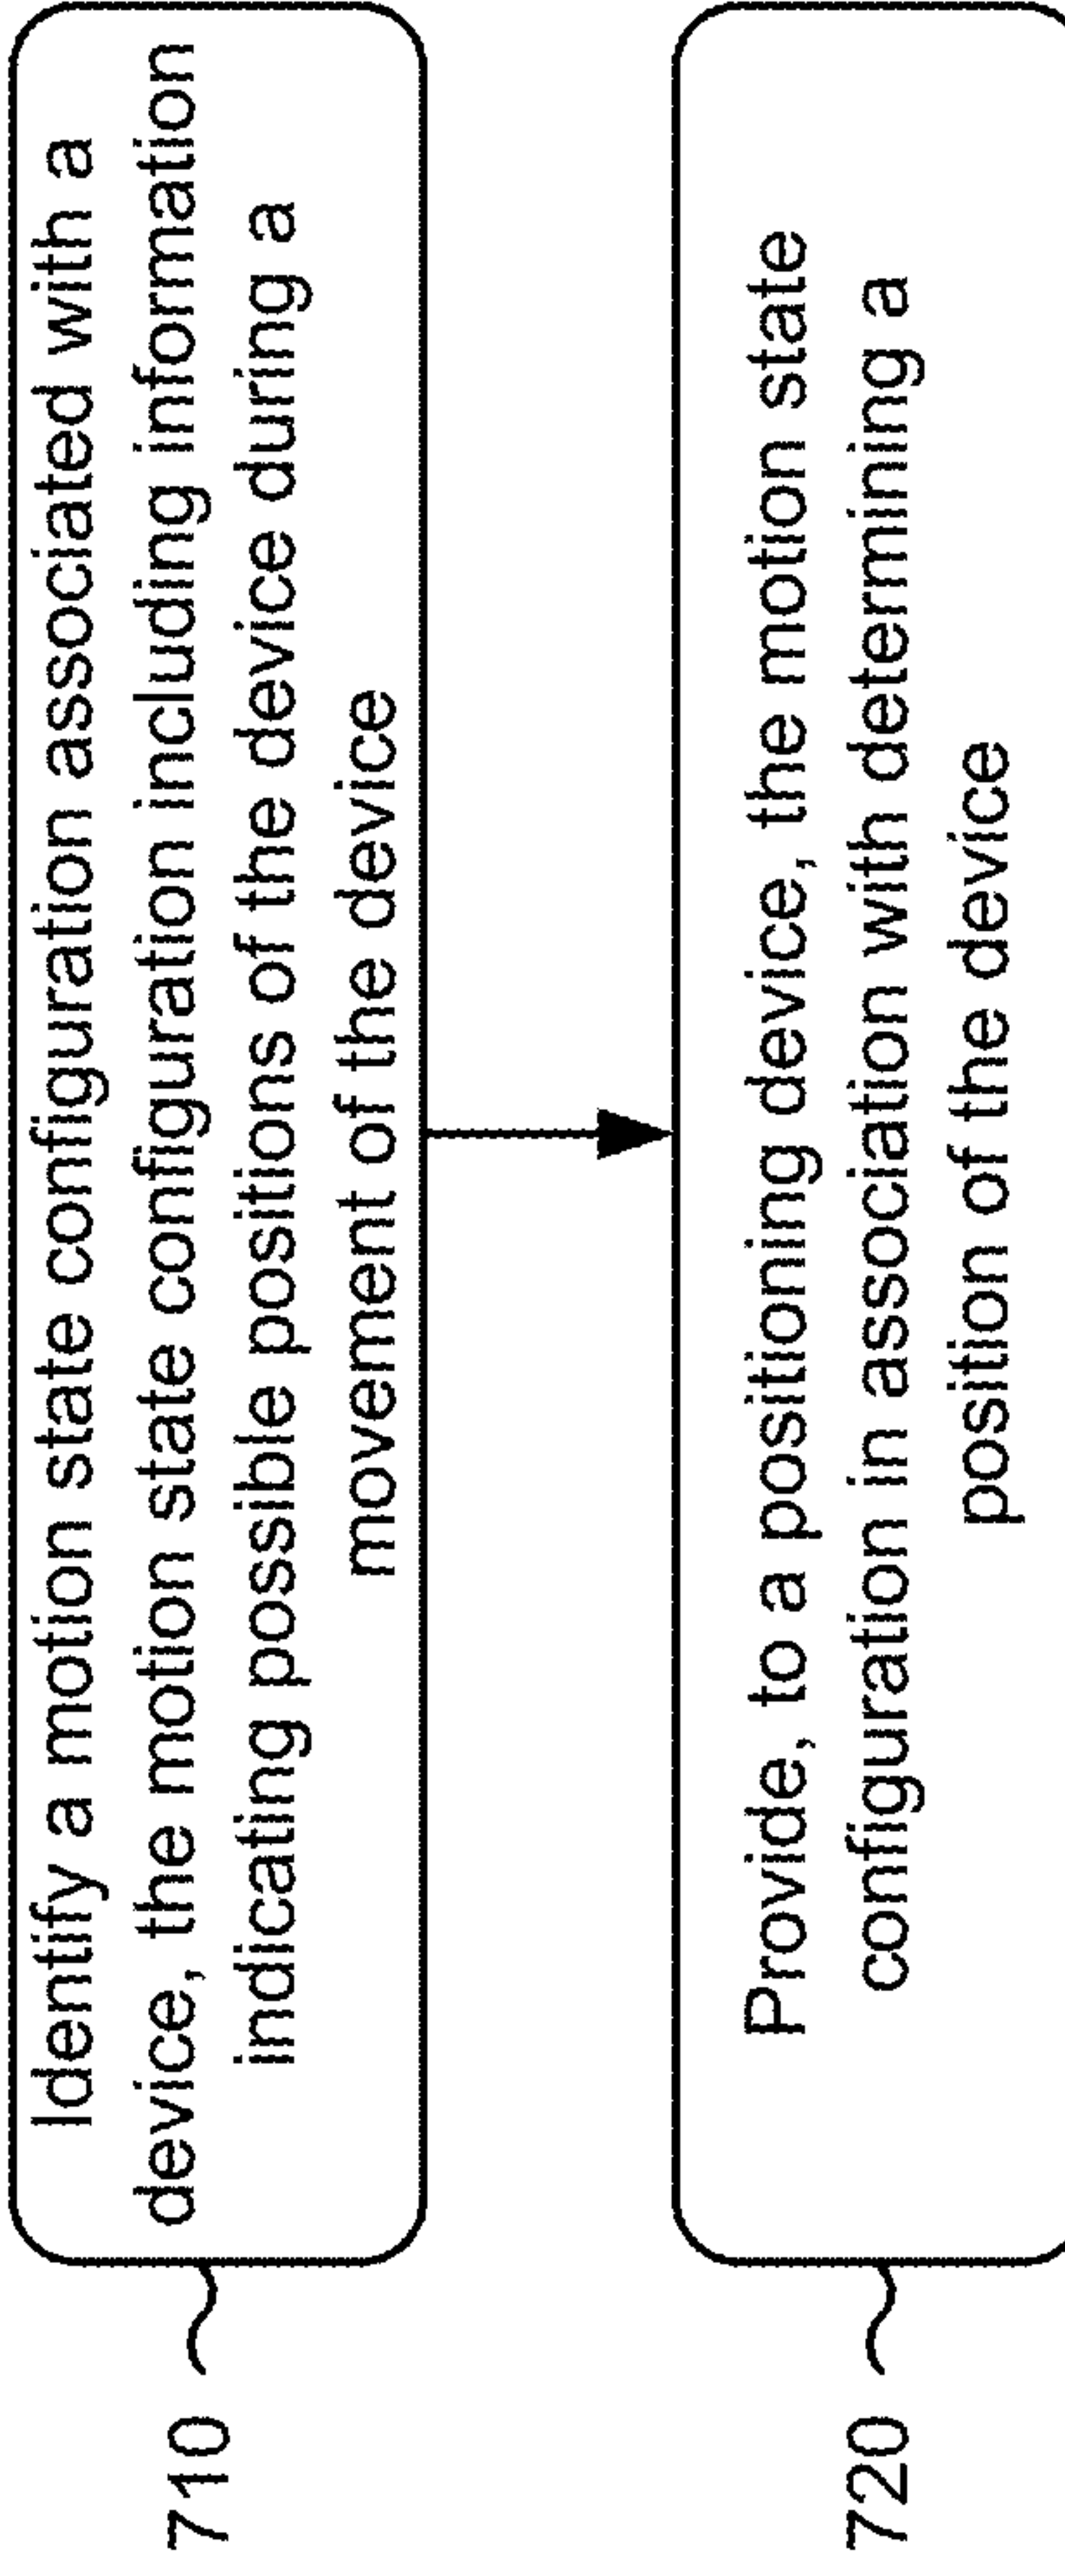 710
Identify a motion state configuration associated with a
device, the motion state configuration including information
indicating possible positions of the device during a
movement of the device
720
Provide, to a positioning device, the motion state
configuration in association with determining a
position of the device